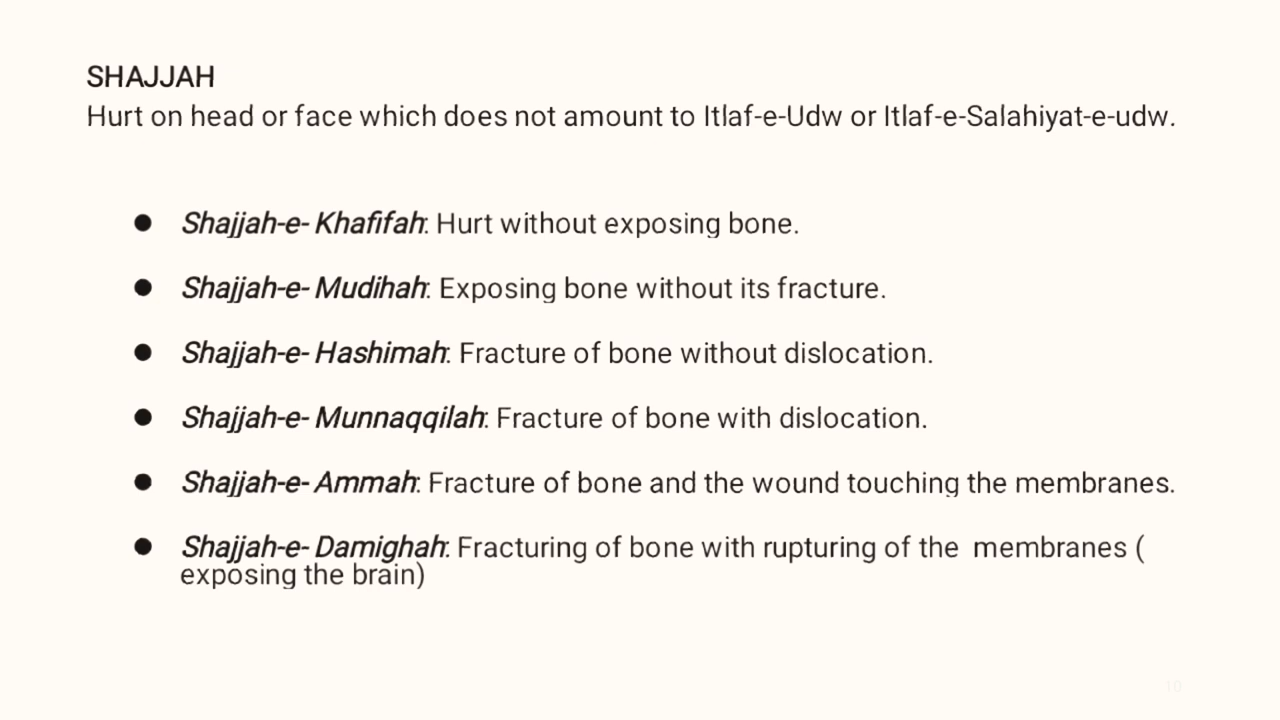 SHAJJAH
Hurt on head or face which does not amount to Itlaf-e-Udw or Itlaf-e-Salahiyat-e-udw.
● Shajjah-e- Khafifah: Hurt without exposing bone.
● Shajjah-e- Mudihah: Exposing bone without its fracture.
● Shajjah-e- Hashimah: Fracture of bone without dislocation.
● Shajjah-e- Munnaqqilah: Fracture of bone with dislocation.
● Shajjah-e- Ammah: Fracture of bone and the wound touching the membranes.
● Shajjah-e- Damighah: Fracturing of bone with rupturing of the  membranes (
exposing the brain)